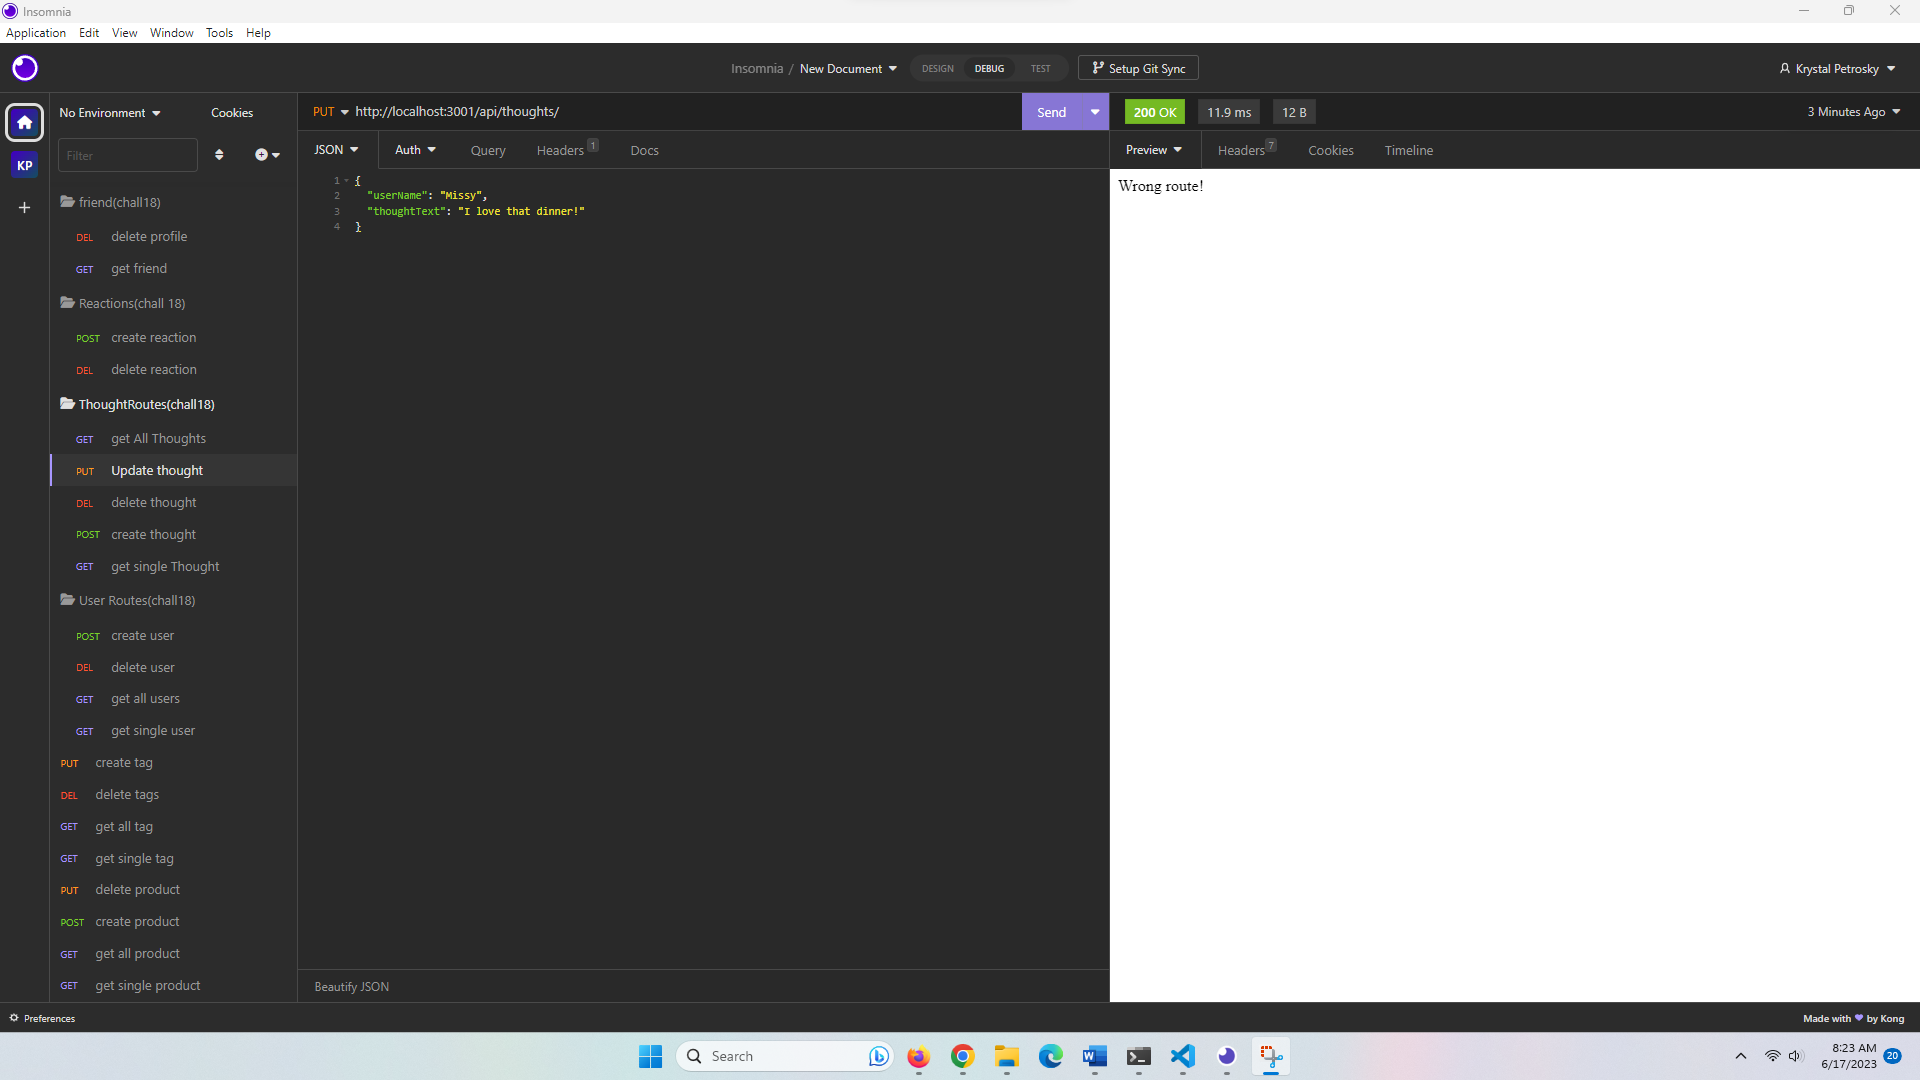 Insomnia
Application Edit View Window Tools Help
Insomnia / New Document DESIGN DEBUG TEST Setup Git Sync Krystal Petrosky
No Environment Cookies
Filter
KP
friend(chall18)
DEL delete profile
GET get friend
Reactions(chall 18)
POST create reaction
DEL delete reaction
ThoughtRoutes(chall18)
GET get All Thoughts
PUT Update thought
DEL delete thought
POST create thought
GET get single Thought
User Routes(chall18)
POST create user
DEL delete user
GET get all users
GET get single user
PUT create tag
DEL delete tags
GET get all tag
GET get single tag
PUT delete product
POST create product
GET get all product
GET get single product
PUT http://localhost:3001/api/thoughts/ Send
JSON Auth Query Headers 1 Docs
1 {
2 "userName": "Missy",
3 "thoughtText": "I love that dinner!"
4 }
Beautify JSON
200 OK 11.9 ms 12 B 3 Minutes Ago
Preview Headers 7 Cookies Timeline
Wrong route!
Preferences Made with by Kong
Search
8:23 AM
6/17/2023
20